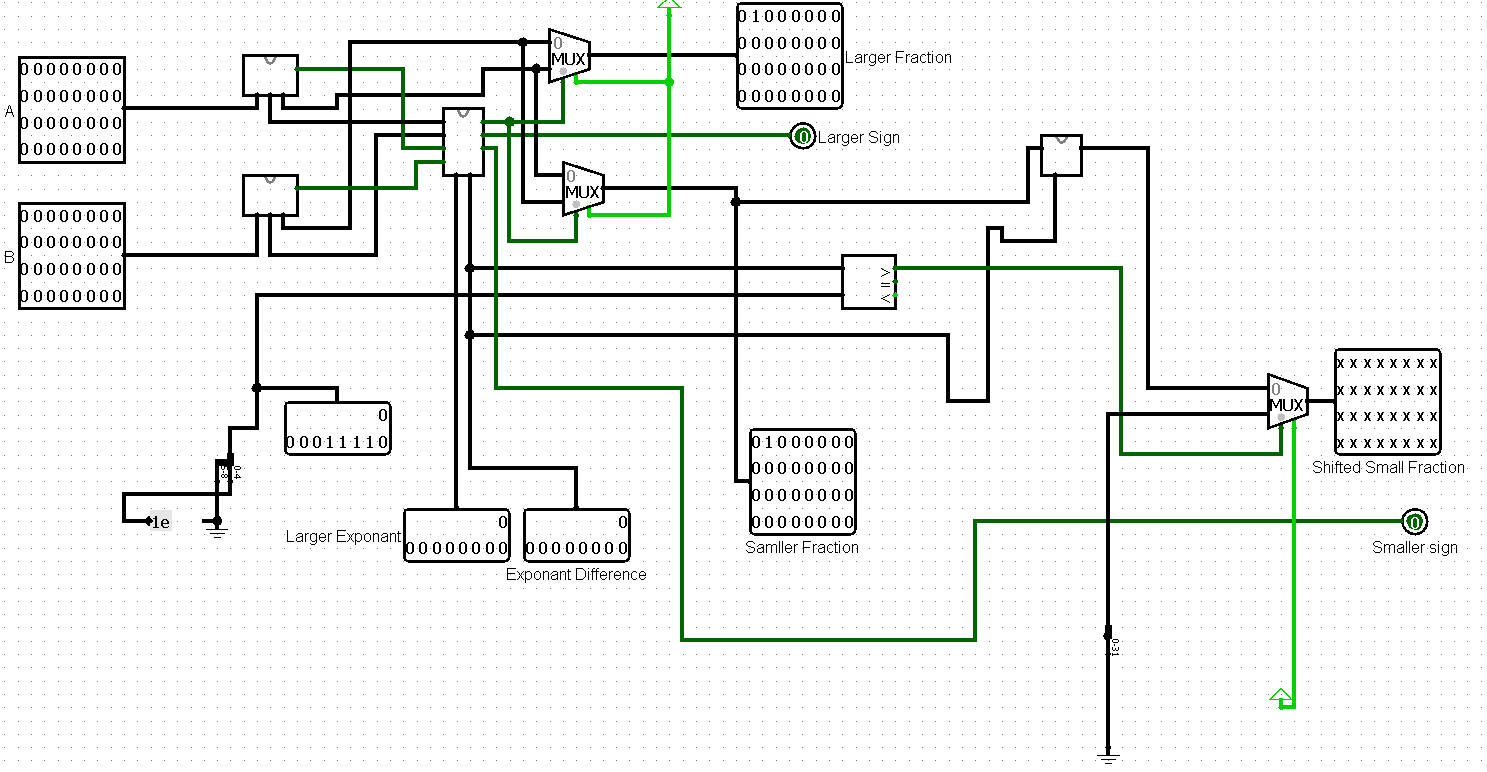 A
00000000
00000000
00000000
00000000
B
00000000
00000000
00000000
00000000
0
MUX
01000000
00000000
00000000
00000000
Larger Fraction
0
Larger Sign
0
MUX
>
=
<
0
00011110
5-8
0-4
1e
Larger Exponant
0
00000000
0
00000000
Exponant Difference
01000000
00000000
00000000
00000000
Samller Fraction
0
MUX
xxxxxxxx
xxxxxxxx
xxxxxxxx
xxxxxxxx
Shifted Small Fraction
0
Smaller sign
0-31